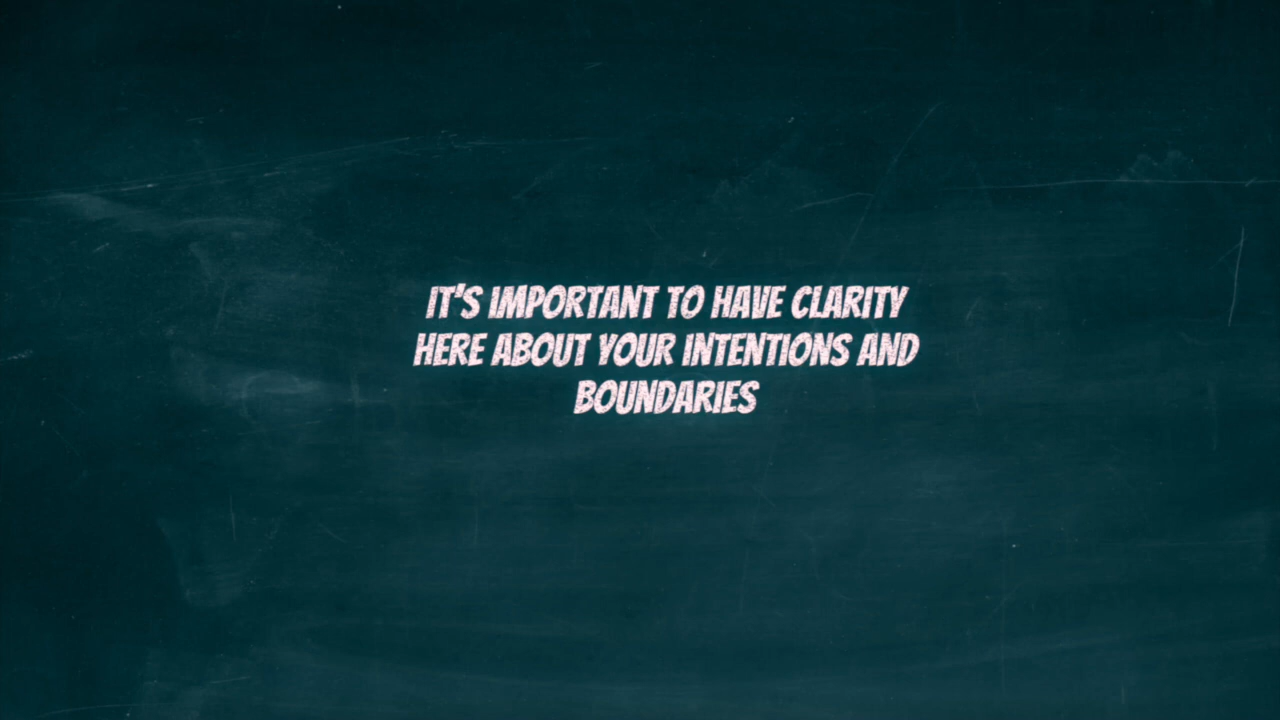 IT'S IMPORTANT TO HAVE CLARITY
HERE ABOUT YOUR INTENTIONS AND
BOUNDARIES